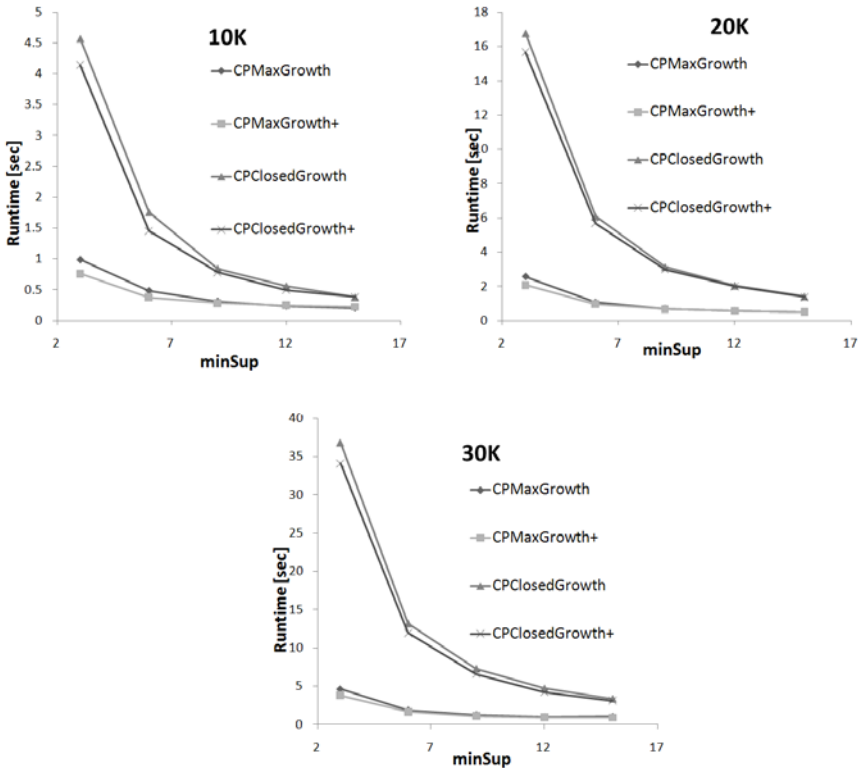 10K
Runtime [sec]
5
4.5
4
3.5
3
2.5
2
1.5
1
0.5
0
2
7
12
17
minSup
CPMaxGrowth
CPMaxGrowth+
CPClosedGrowth
CPClosedGrowth+
20K
Runtime [sec]
18
16
14
12
10
8
6
4
2
0
2
7
12
17
minSup
CPMaxGrowth
CPMaxGrowth+
CPClosedGrowth
CPClosedGrowth+
30K
Runtime [sec]
40
35
30
25
20
15
10
5
0
2
7
12
17
minSup
CPMaxGrowth
CPMaxGrowth+
CPClosedGrowth
CPClosedGrowth+